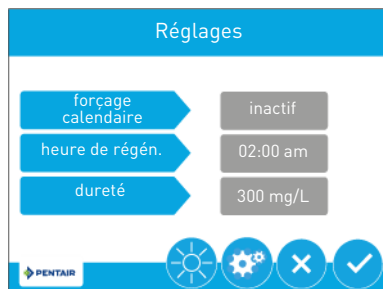 Réglages
forçage
calendaire
inactif
heure de régén.
02:00 am
dureté
300 mg/L
PENTAIR